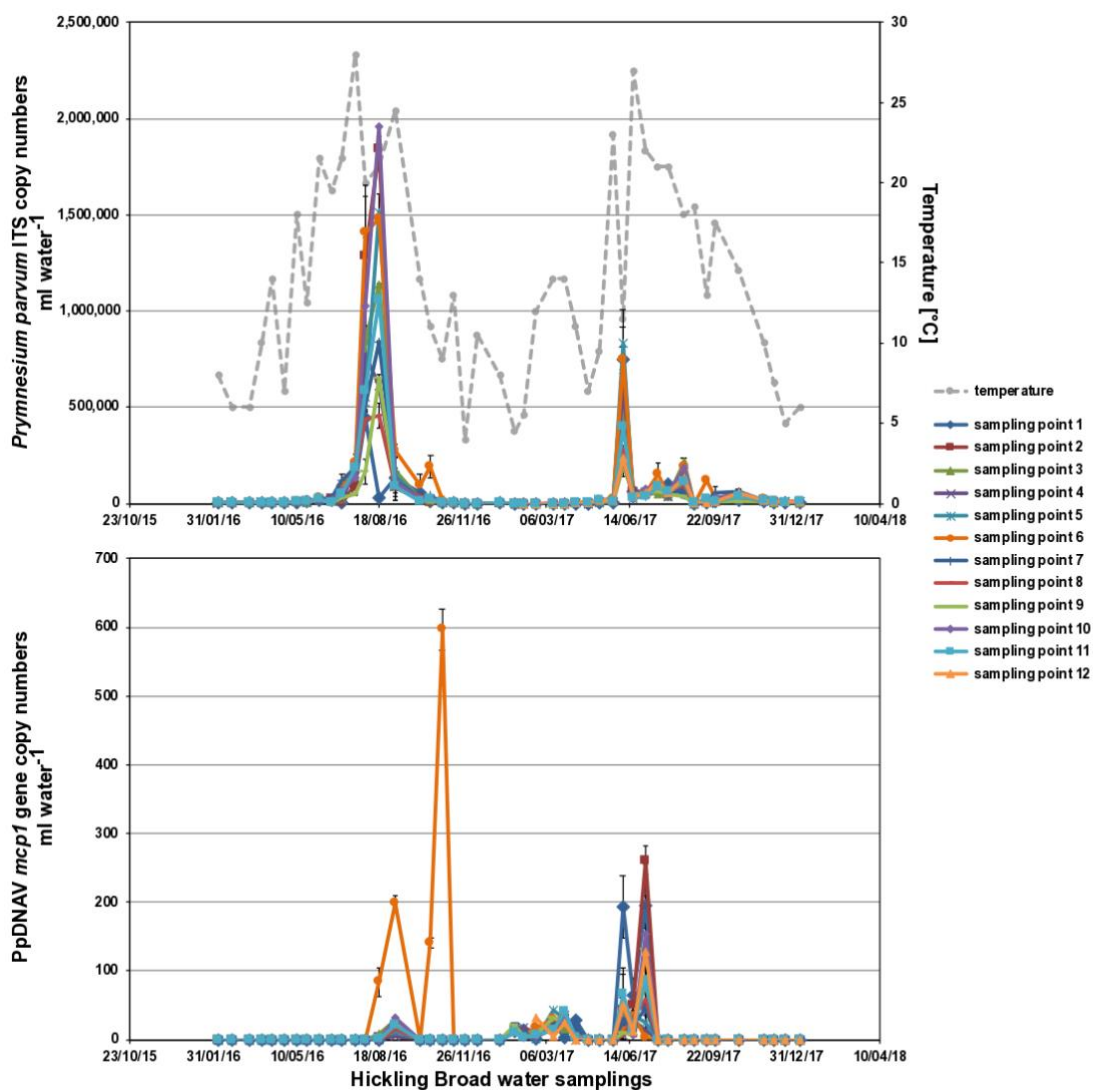 2,500,000
2,000,000
1,500,000
1,000,000
500,000
0
Prymnesium parvum ITS copy numbers
ml water-1
30
25
20
15
10
5
0
Temperature [°C]
23/10/15 31/01/16 10/05/16 18/08/16 26/11/16 06/03/17 14/06/17 22/09/17 31/12/17 10/04/18
temperature
sampling point 1
sampling point 2
sampling point 3
sampling point 4
sampling point 5
sampling point 6
sampling point 7
sampling point 8
sampling point 9
sampling point 10
sampling point 11
sampling point 12
700
600
500
400
300
200
100
0
PpDNAV mcp1 gene copy numbers
ml water-1
23/10/15 31/01/16 10/05/16 18/08/16 26/11/16 06/03/17 14/06/17 22/09/17 31/12/17 10/04/18
Hickling Broad water samplings